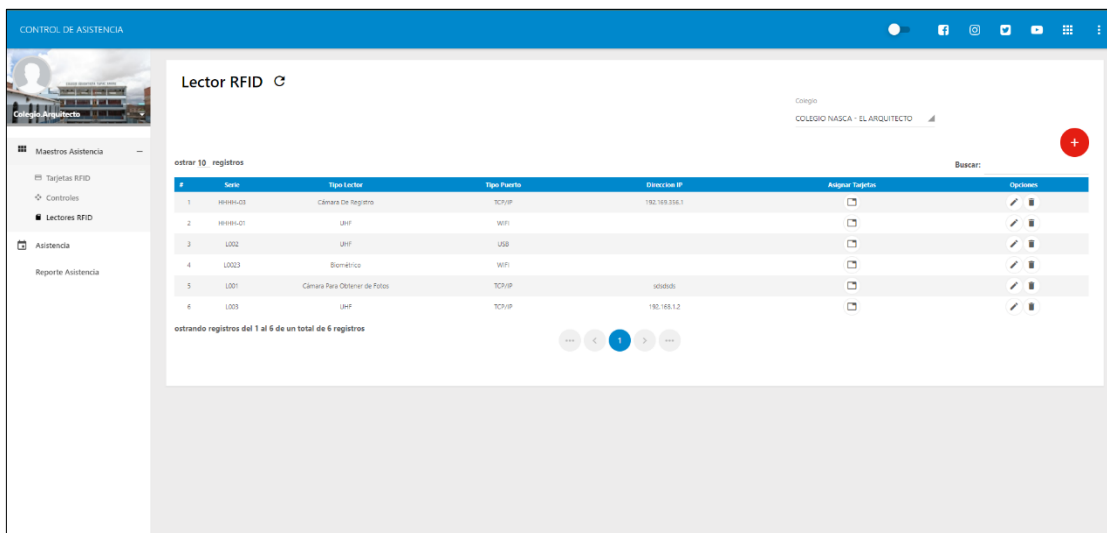 CONTROL DE ASISTENCIA
Colegio Arquitecto
Maestros Asistencia
Tarjetas RFID
Controles
Lectores RFID
Asistencia
Reporte Asistencia
Lector RFID
Colegio
COLEGIO NASCA - EL ARQUITECTO
ostrar 10 registros
Buscar:
# Serie Tipo Lector Tipo Puerto Direccion IP Asignar Tarjetas Opciones
1 HHHH-03 Cámara De Registro TCP/IP 192.169.256.1
2 HHHH-01 UHF WIFI
3 L002 UHF USB
4 L0023 Biométrico WIFI
5 L001 Cámara Para Obtener de Fotos TCP/IP sdsdsds
6 L003 UHF TCP/IP 192.168.1.2
ostrando registros del 1 al 6 de un total de 6 registros
1